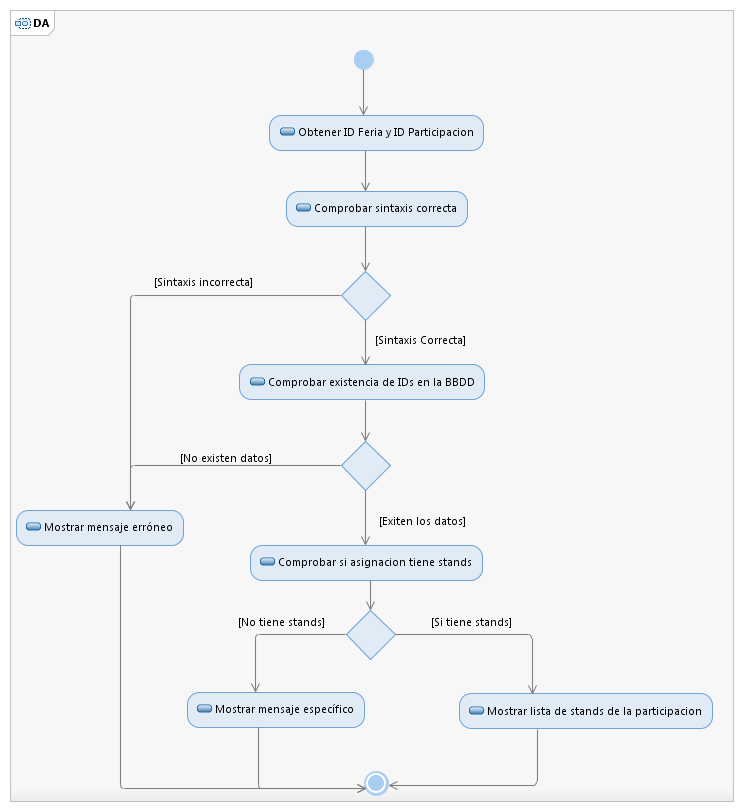 DA
Obtener ID Feria y ID Participacion
Comprobar sintaxis correcta
[Sintaxis incorrecta]
[Sintaxis Correcta]
Comprobar existencia de IDs en la BBDD
[No existen datos]
[Exiten los datos]
Mostrar mensaje erróneo
Comprobar si asignacion tiene stands
[No tiene stands]
[Si tiene stands]
Mostrar mensaje específico
Mostrar lista de stands de la participacion